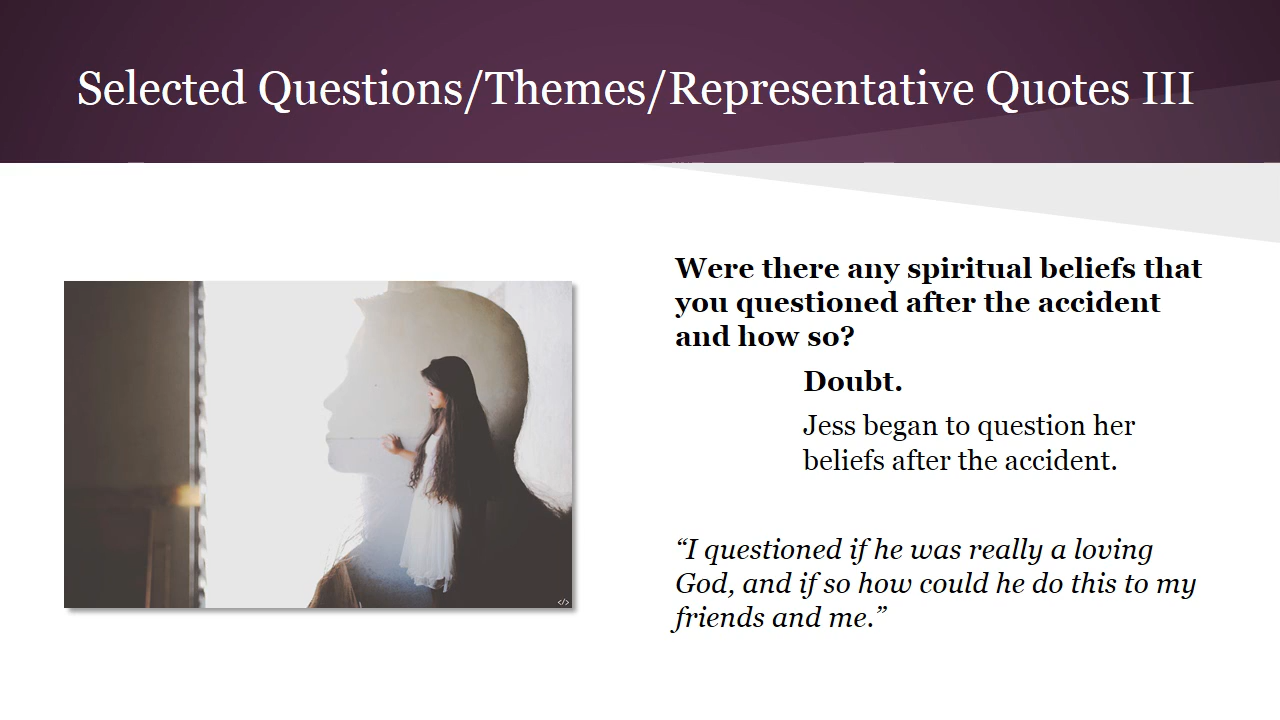 Selected Questions/Themes/Representative Quotes III
Were there any spiritual beliefs that
you questioned after the accident
and how so?
Doubt.
Jess began to question her
beliefs after the accident.
“I questioned if he was really a loving
God, and if so how could he do this to my
friends and me.”
</>